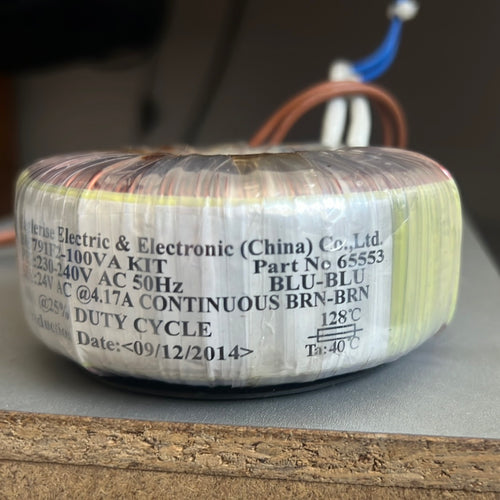 Electric & Electronic (China) Co.,Ltd.
791F2-100VA KIT Part No 65553
:230-240V AC 50Hz BLU-BLU
:24V AC @4.17A CONTINUOUS BRN-BRN
@25% DUTY CYCLE 128℃
Date:<09/12/2014> Ta:40℃